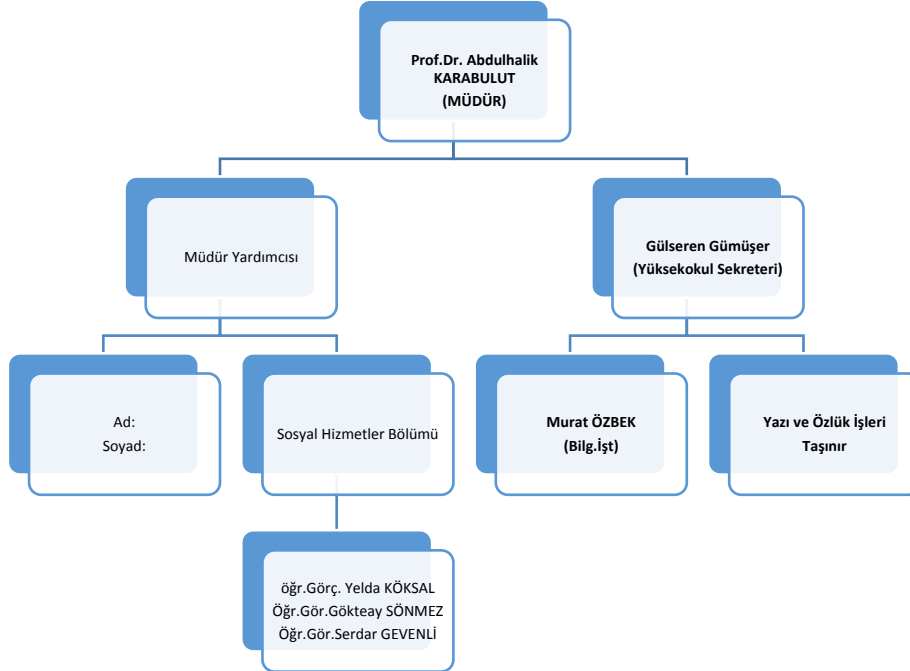 Prof.Dr. Abdulhalik
KARABULUT
(MÜDÜR)
Müdür Yardımcısı
Gülseren Gümüşer
(Yüksekokul Sekreteri)
Ad:
Soyad:
Sosyal Hizmetler Bölümü
Murat ÖZBEK
(Bilg.İşt)
Yazı ve Özlük İşleri
Taşınır
öğr.Görç. Yelda KÖKSAL
Öğr.Gör.Gökteay SÖNMEZ
Öğr.Gör.Serdar GEVENLİ